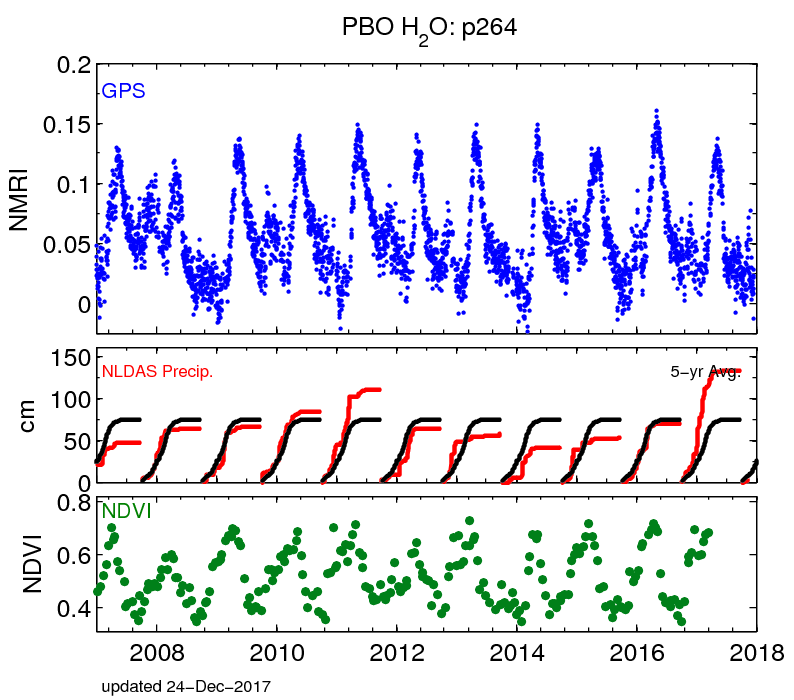 PBO H2O: p264
0.2
GPS
0.15
0.1
0.05
0
NMRI
150
NLDAS Precip.
5-yr Avg.
100
50
0
cm
0.8
NDVI
0.6
0.4
NDVI
2008 2010 2012 2014 2016 2018
updated 24-Dec-2017